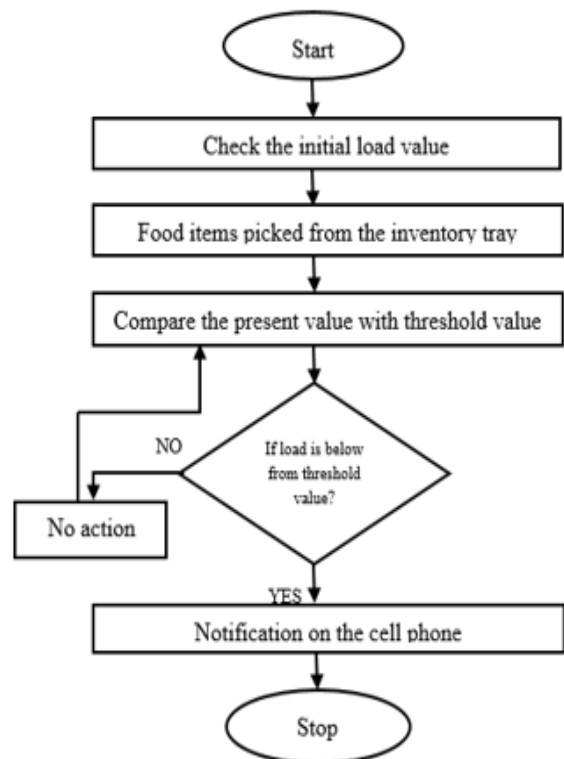 Start
Check the initial load value
Food items picked from the inventory tray
Compare the present value with threshold value
If load is below
from threshold
value?
NO
No action
YES
Notification on the cell phone
Stop